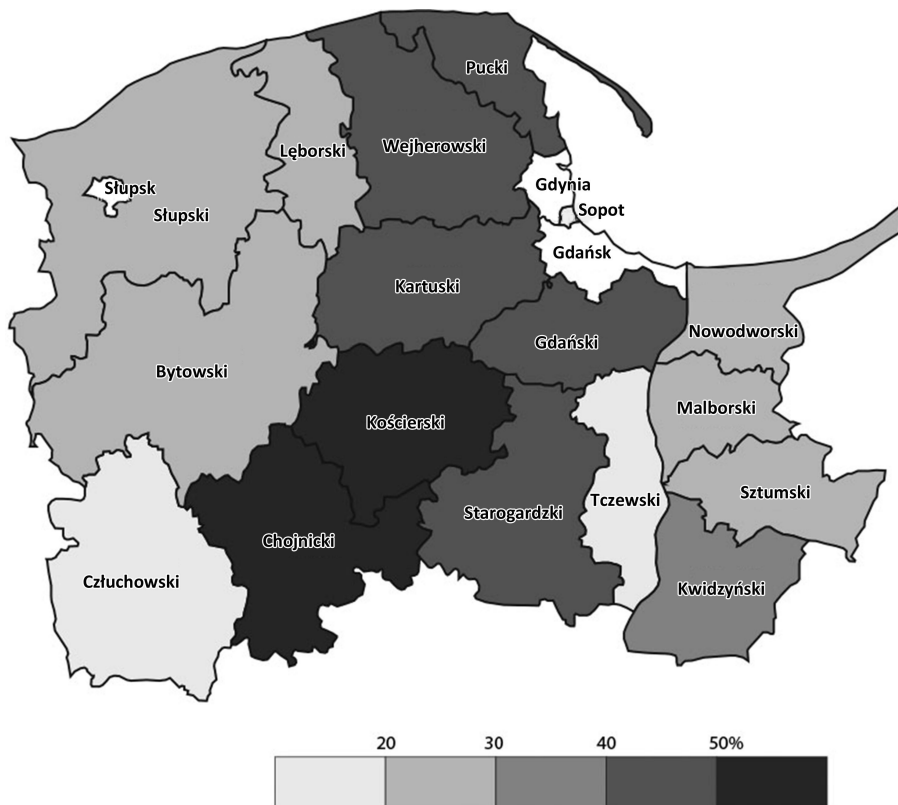 Pucki
Lęborski
Wejherowski
Słupsk
Gdynia
Słupski
Sopot
Gdańsk
Kartuski
Nowodworski
Gdański
Bytowski
Malborski
Kościerski
Sztumski
Tczewski
Starogardzki
Chojnicki
Człuchowski
Kwidzyński
20 30 40 50%